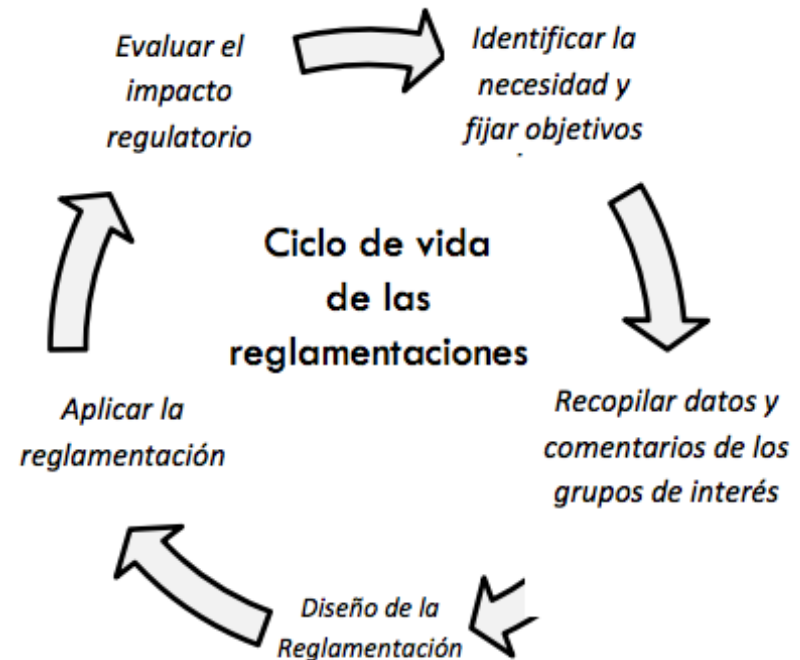 Evaluar el
impacto
regulatorio
Identificar la
necesidad y
fijar objetivos
Ciclo de vida
de las
reglamentaciones
Recopilar datos y
comentarios de los
grupos de interés
Aplicar la
reglamentación
Diseño de la
Reglamentación